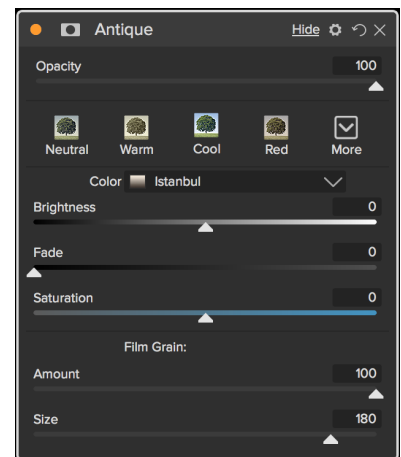 Antique Hide
Opacity 100
Neutral Warm Cool Red More
Color Istanbul
Brightness 0
Fade 0
Saturation 0
Film Grain:
Amount 100
Size 180